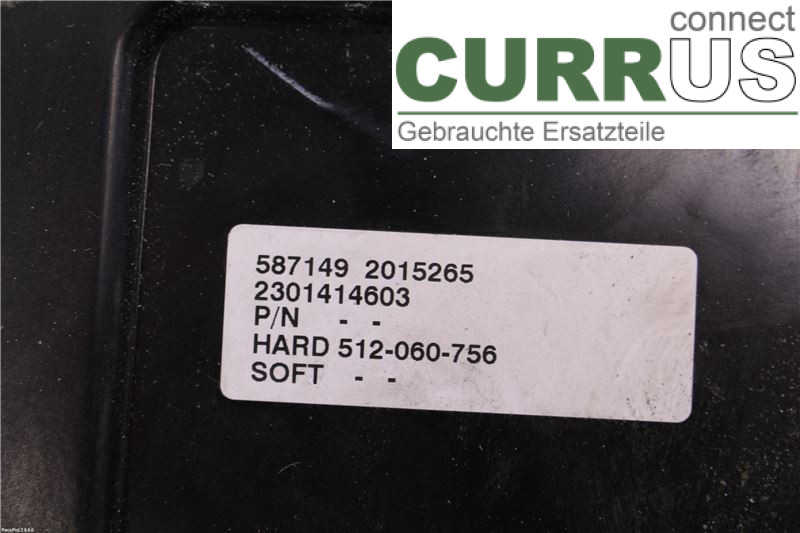 connect
CURRUS
Gebrauchte Ersatzteile
587149 2015265
2301414603
P/N - -
HARD 512-060-756
SOFT - -